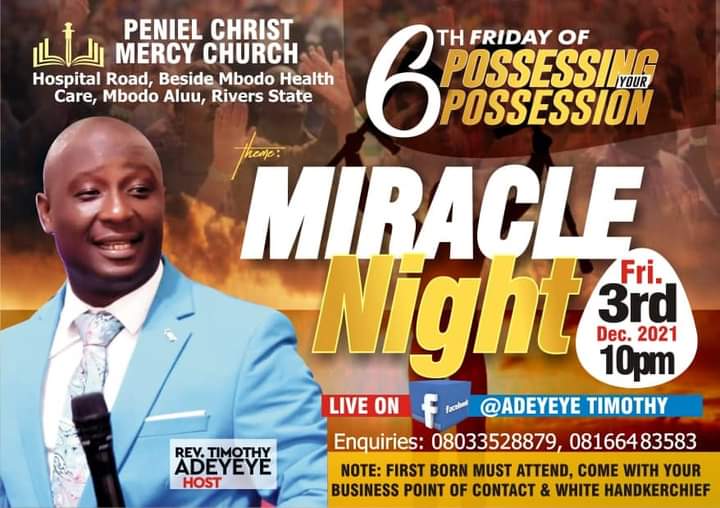 PENIEL CHRIST
MERCY CHURCH
Hospital Road, Beside Mbodo Health
Care, Mbodo Aluu, Rivers State
6TH FRIDAY OF
POSSESSING
YOUR
POSSESSION
theme:
MIRACLE
Night
Fri.
3rd
Dec. 2021
10pm
LIVE ON f facebook @ADEYEYE TIMOTHY
Enquiries: 08033528879, 08166483583
REV. TIMOTHY
ADEYEYE
HOST
NOTE: FIRST BORN MUST ATTEND, COME WITH YOUR
BUSINESS POINT OF CONTACT & WHITE HANDKERCHIEF